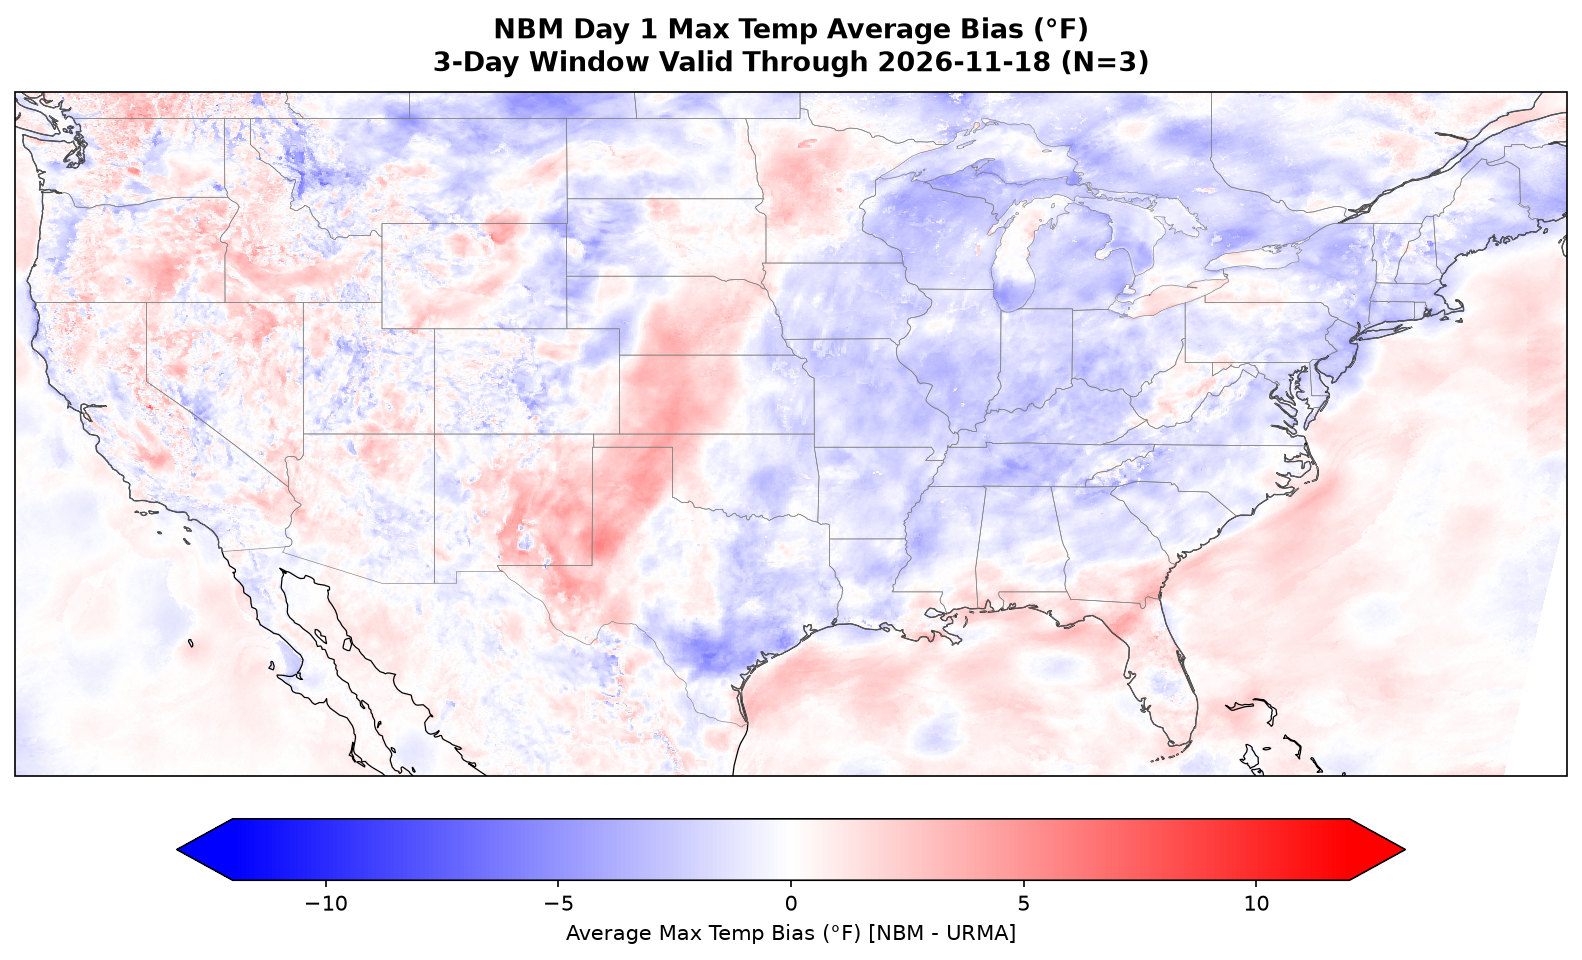 NBM Day 1 Max Temp Average Bias (°F)
3-Day Window Valid Through 2026-11-18 (N=3)
−10 −5 0 5 10
Average Max Temp Bias (°F) [NBM - URMA]